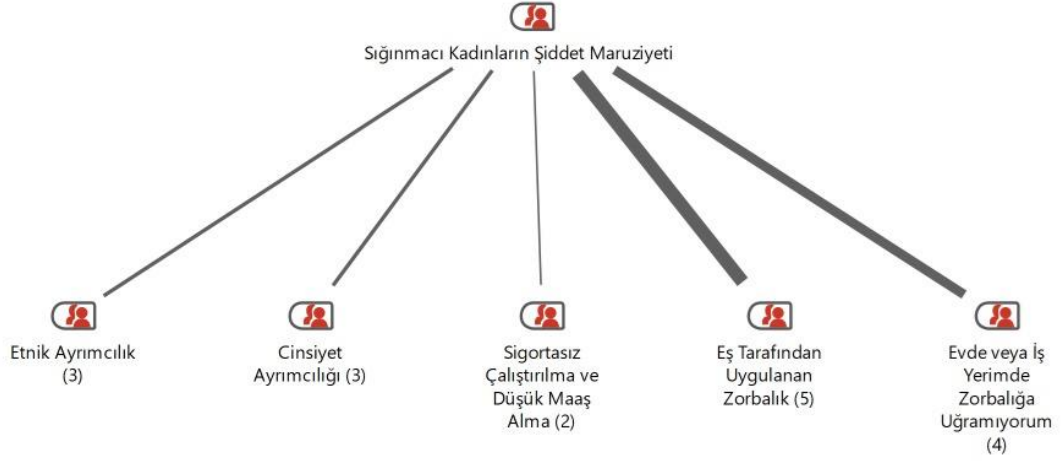 Sığınmacı Kadınların Şiddet Maruziyeti
Etnik Ayrımcılık
(3)
Cinsiyet
Ayrımcılığı (3)
Sigortasız
Çalıştırılma ve
Düşük Maaş
Alma (2)
Eş Tarafından
Uygulanan
Zorbalık (5)
Evde veya İş
Yerimde
Zorbalığa
Uğramıyorum
(4)